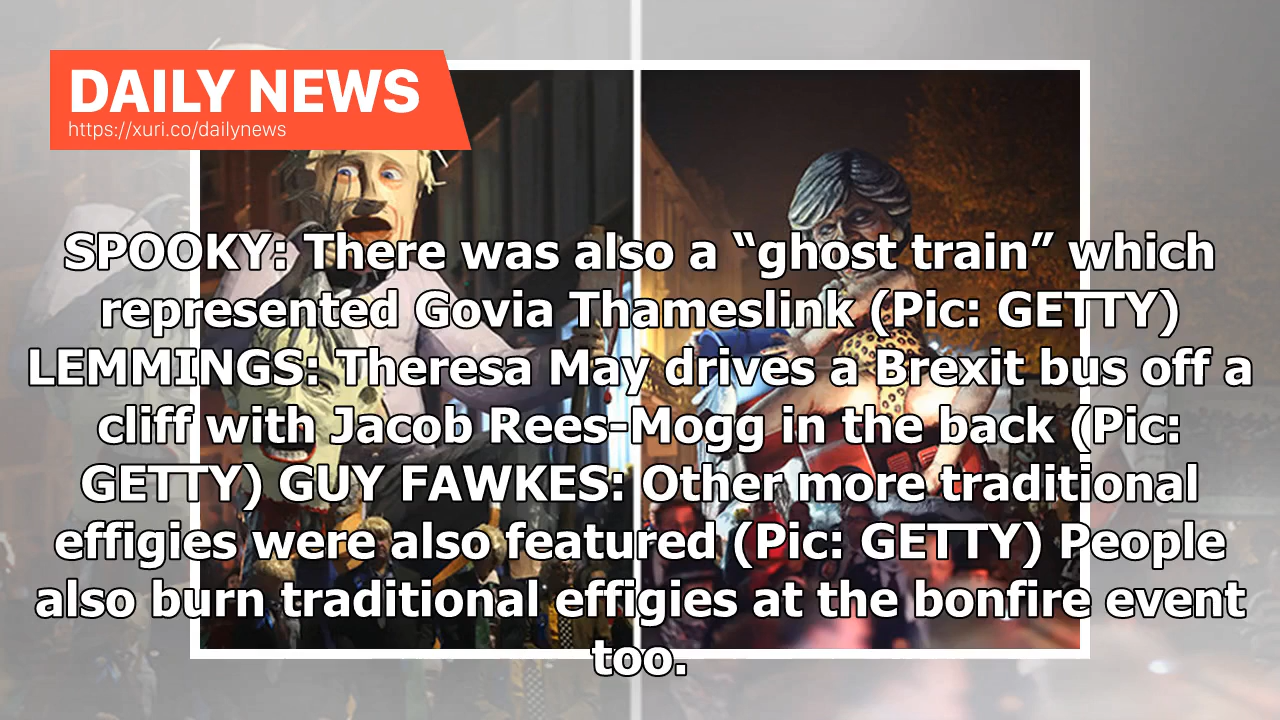 DAILY NEWS
https://xuri.co/dailynews
SPOOKY: There was also a “ghost train” which
represented Govia Thameslink (Pic: GETTY)
LEMMINGS: Theresa May drives a Brexit bus off a
cliff with Jacob Rees-Mogg in the back (Pic:
GETTY) GUY FAWKES: Other more traditional
effigies were also featured (Pic: GETTY) People
also burn traditional effigies at the bonfire event
too.